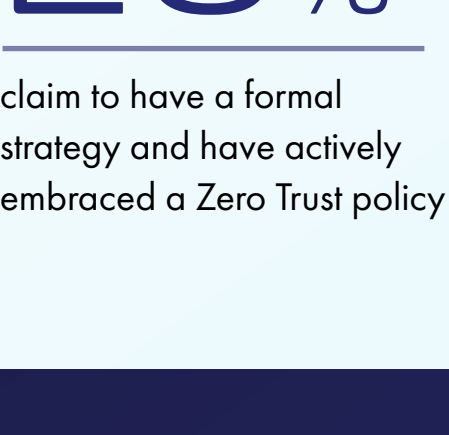 claim to have a formal
strategy and have actively
embraced a Zero Trust policy